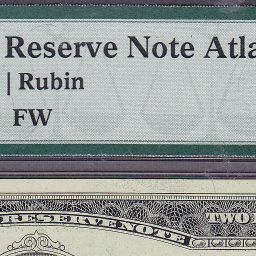 Reserve Note Atla
| Rubin
FW
RESERVE NOTE
TWO